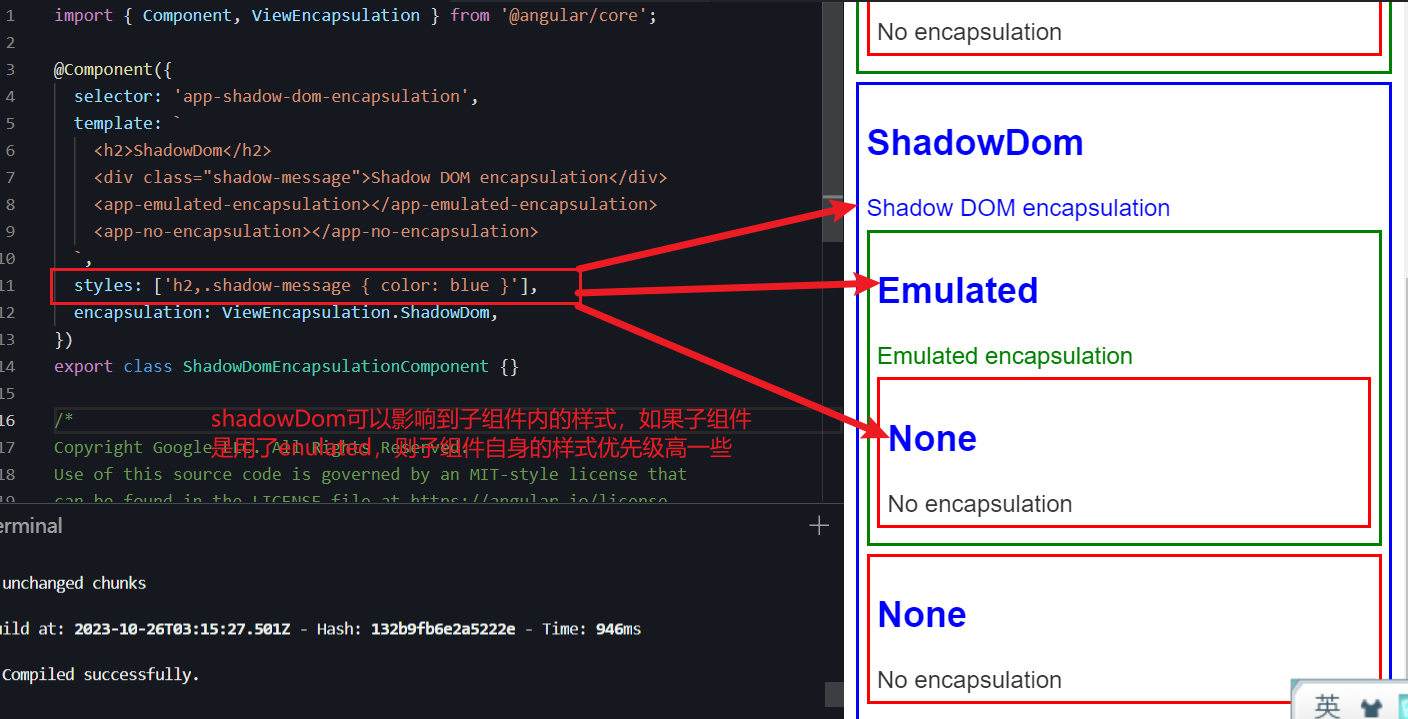 1 import { Component, ViewEncapsulation } from '@angular/core';
2
3 @Component({
4 selector: 'app-shadow-dom-encapsulation',
5 template: `
6 <h2>ShadowDom</h2>
7 <div class="shadow-message">Shadow DOM encapsulation</div>
8 <app-emulated-encapsulation></app-emulated-encapsulation>
9 <app-no-encapsulation></app-no-encapsulation>
10 `,
11 styles: ['h2,.shadow-message { color: blue }'],
12 encapsulation: ViewEncapsulation.ShadowDom,
13 })
14 export class ShadowDomEncapsulationComponent {}
15
16 /*
shadowDom可以影响到子组件内的样式，如果子组件
17 Copyright Google LLC. All Rights Reserved.
是用了enulated，则子组件自身的样式优先级高一些
18 Use of this source code is governed by an MIT-style license that
19 can be found in the LICENSE file at https://angular.io/license
erminal
unchanged chunks
uild at: 2023-10-26T03:15:27.501Z - Hash: 132b9fb6e2a5222e - Time: 946ms
Compiled successfully.
No encapsulation
ShadowDom
Shadow DOM encapsulation
Emulated
Emulated encapsulation
None
No encapsulation
None
No encapsulation
英